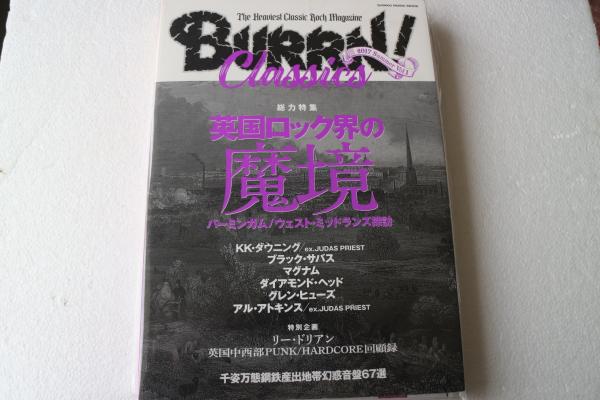 The Heaviest Classic Rock Magazine
BURRN!
Classics
2017 Summer Vol.1
総力特集
英国ロック界の
魔境
バーミンガム/ウェスト・ミッドランズ探訪
KK・ダウニング/ex.JUDAS PRIEST
ブラック・サバス
マグナム
ダイアモンド・ヘッド
グレン・ヒューズ
アル・アトキンス/ex.JUDAS PRIEST
特別企画
リー・ドリアン
英国中西部PUNK/HARDCORE回顧録
千姿万態鋼鉄産出地帯幻惑音盤67選